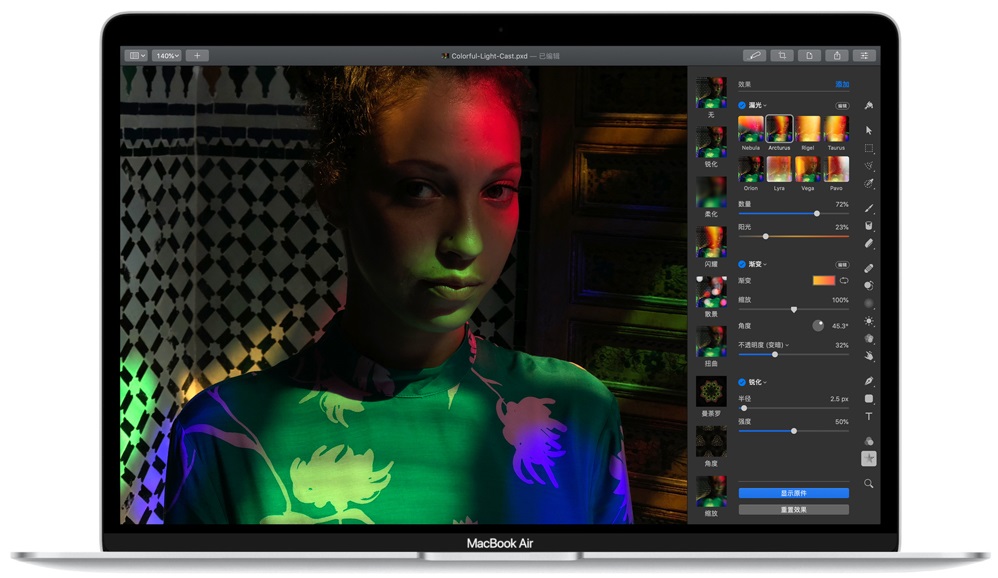 140%
Colorful-Light-Cast.pxd — 已编辑
无
锐化
柔化
闪耀
散景
扭曲
曼荼罗
角度
缩放
效果 添加
漏光 编辑
Nebula Arcturus Rigel Taurus
Orion Lyra Vega Pavo
数量 72%
阳光 23%
渐变 编辑
渐变
缩放 100%
角度 45.3°
不透明度 (变暗) 32%
锐化
半径 2.5 px
强度 50%
显示原件
重置效果
MacBook Air